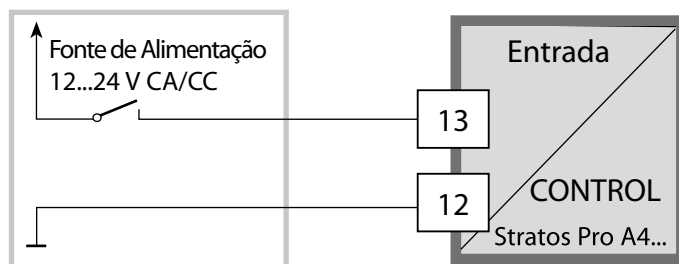 Fonte de Alimentação
12...24 V CA/CC
Entrada
13
12
CONTROL
Stratos Pro A4...